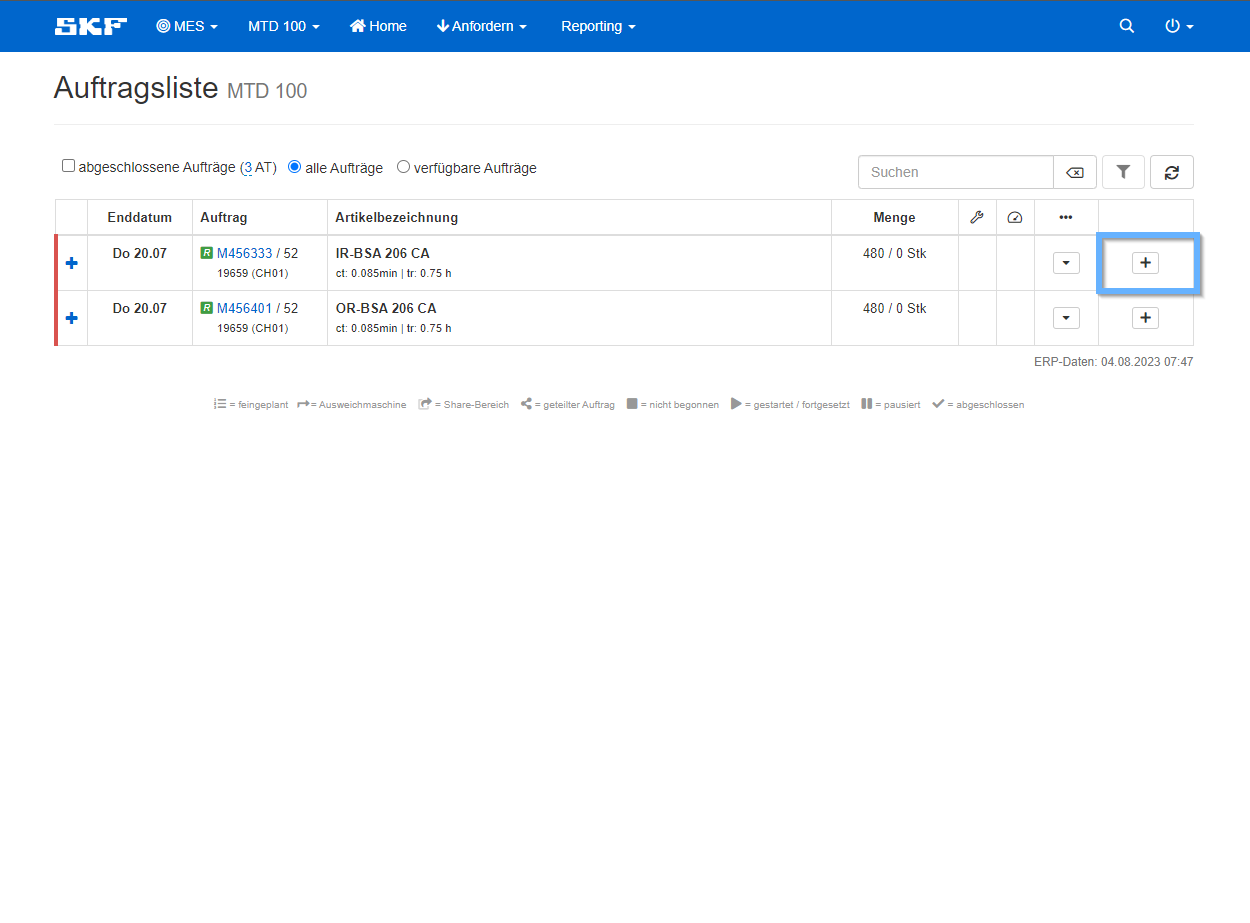 SKF MES MTD 100 Home Anfordern Reporting
Auftragsliste MTD 100
abgeschlossene Aufträge (3 AT) alle Aufträge verfügbare Aufträge Suchen
Enddatum Auftrag Artikelbezeichnung Menge
Do 20.07 R M456333 / 52 IR-BSA 206 CA 480 / 0 Stk
19659 (CH01) ct: 0.085min | tr: 0.75 h
Do 20.07 R M456401 / 52 OR-BSA 206 CA 480 / 0 Stk
19659 (CH01) ct: 0.085min | tr: 0.75 h
ERP-Daten: 04.08.2023 07:47
= feingeplant = Ausweichmaschine = Share-Bereich = geteilter Auftrag = nicht begonnen = gestartet / fortgesetzt = pausiert = abgeschlossen